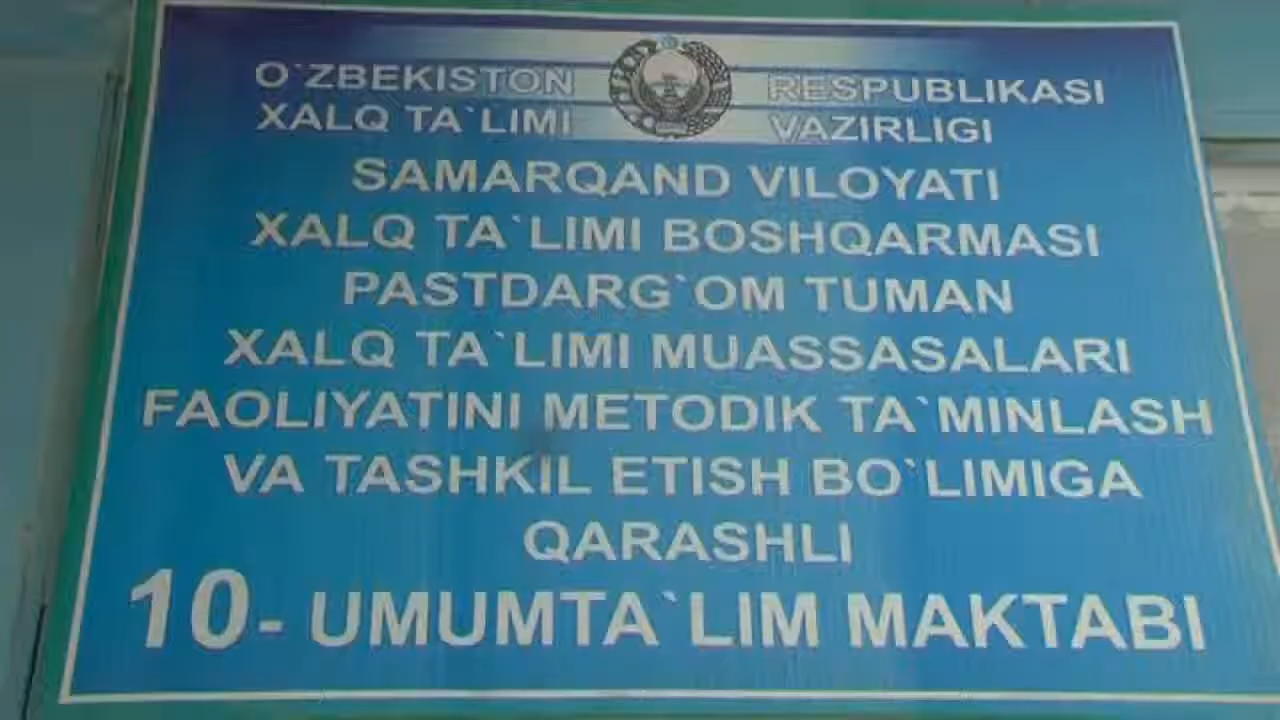 O`ZBEKISTON RESPUBLIKASI
XALQ TA`LIMI VAZIRLIGI
SAMARQAND VILOYATI
XALQ TA`LIMI BOSHQARMASI
PASTDARG`OM TUMAN
XALQ TA`LIMI MUASSASALARI
FAOLIYATINI METODIK TA`MINLASH
VA TASHKIL ETISH BO`LIMIGA
QARASHLI
10- UMUMTA`LIM MAKTABI